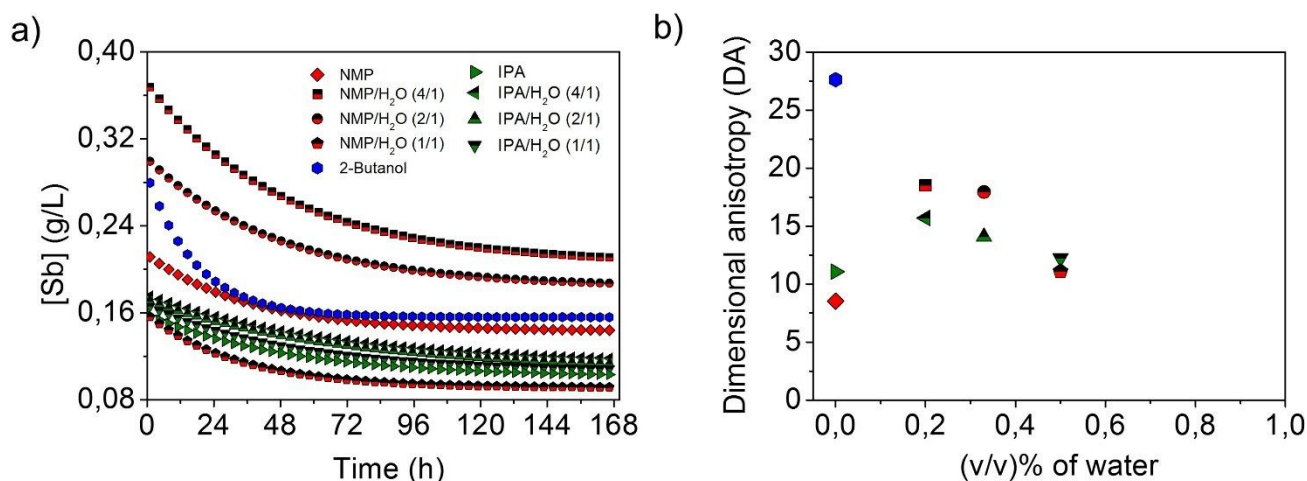 a)
[Sb] (g/L)
0,40
0,32
0,24
0,16
0,08
0
24
48
72
96
120
144
168
Time (h)
NMP
NMP/H₂O (4/1)
NMP/H₂O (2/1)
NMP/H₂O (1/1)
2-Butanol
IPA
IPA/H₂O (4/1)
IPA/H₂O (2/1)
IPA/H₂O (1/1)
b)
Dimensional anisotropy (DA)
30
25
20
15
10
5
0
0,0
0,2
0,4
0,6
0,8
1,0
(v/v)% of water